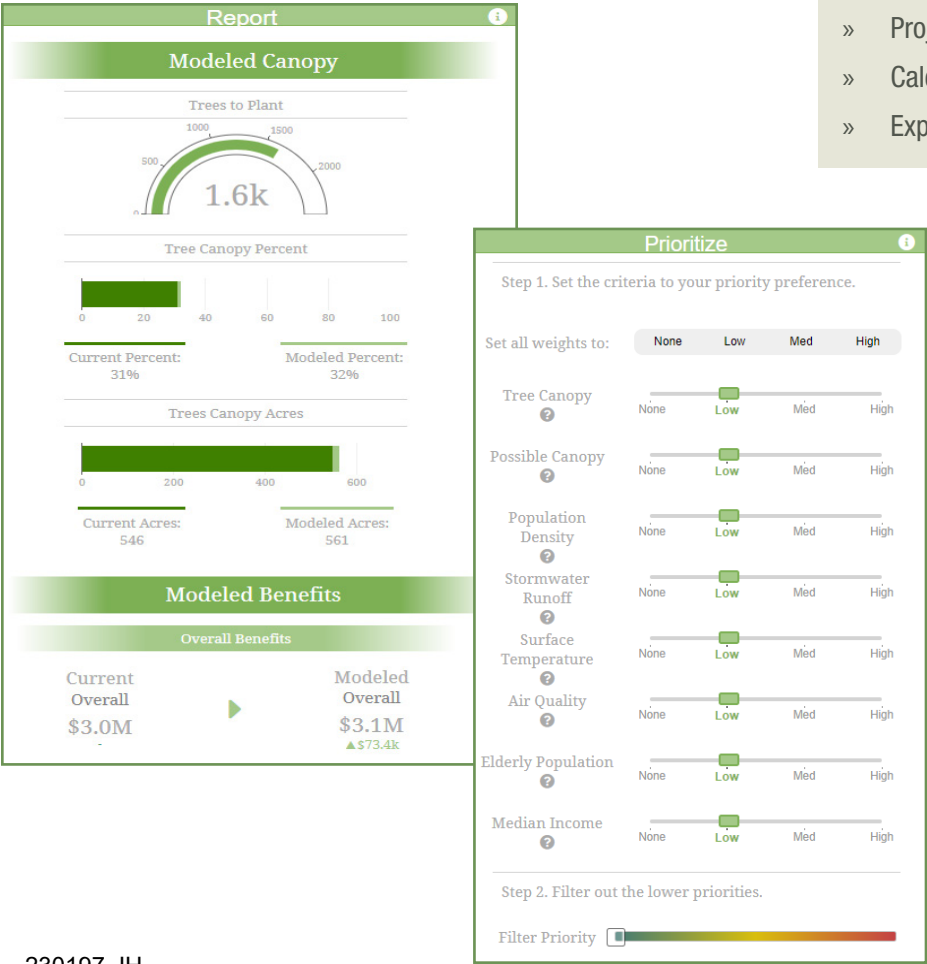 Report
Modeled Canopy
Trees to Plant
0
500
1000
1500
2000
1.6k
Tree Canopy Percent
0 20 40 60 80 100
Current Percent:
31%
Modeled Percent:
32%
Trees Canopy Acres
0 200 400 600
Current Acres:
546
Modeled Acres:
561
Modeled Benefits
Overall Benefits
Current
Overall
$3.0M
-
Modeled
Overall
$3.1M
▲$73.4k
»
»
»
Prioritize
Step 1. Set the criteria to your priority preference.
Set all weights to: None Low Med High
Tree Canopy
None Low Med High
Possible Canopy
None Low Med High
Population
Density
None Low Med High
Stormwater
Runoff
None Low Med High
Surface
Temperature
None Low Med High
Air Quality
None Low Med High
Elderly Population
None Low Med High
Median Income
None Low Med High
Step 2. Filter out the lower priorities.
Filter Priority